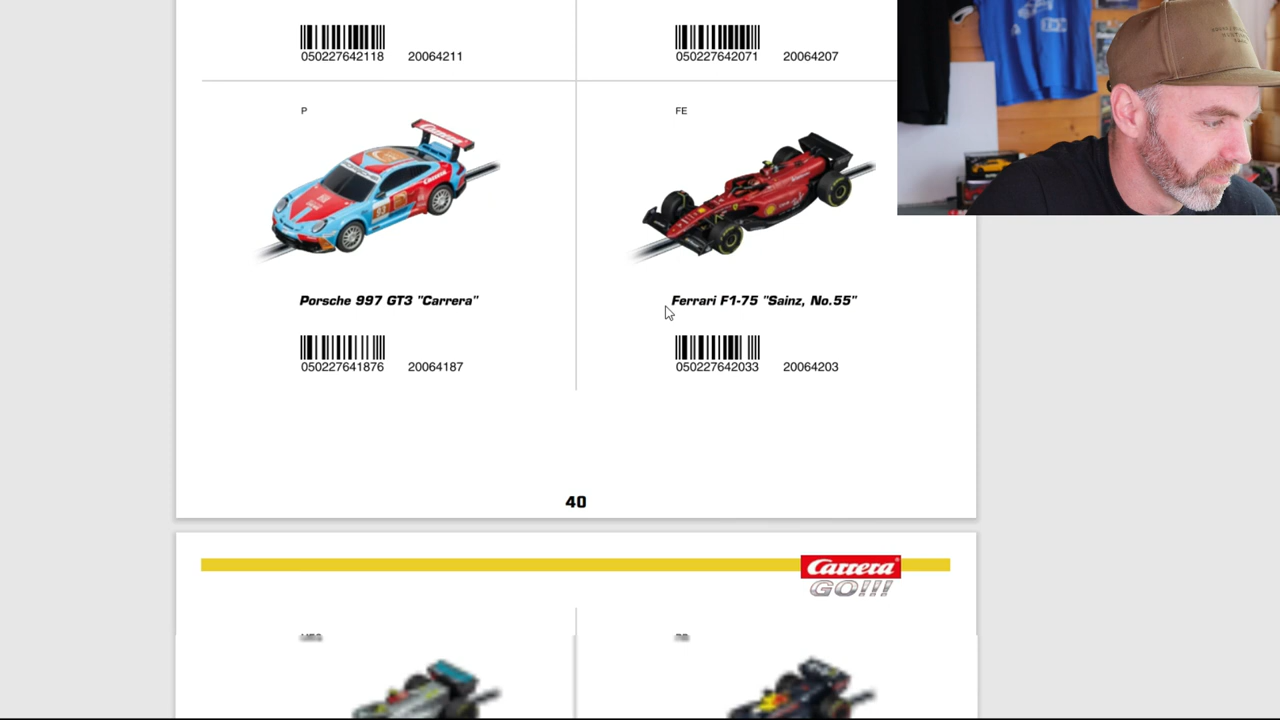 050227642118 20064211
050227642071 20064207
P
FE
Porsche 997 GT3 "Carrera"
Ferrari F1-75 "Sainz, No.55"
050227641876 20064187
050227642033 20064203
40
Carrera
GO!!!